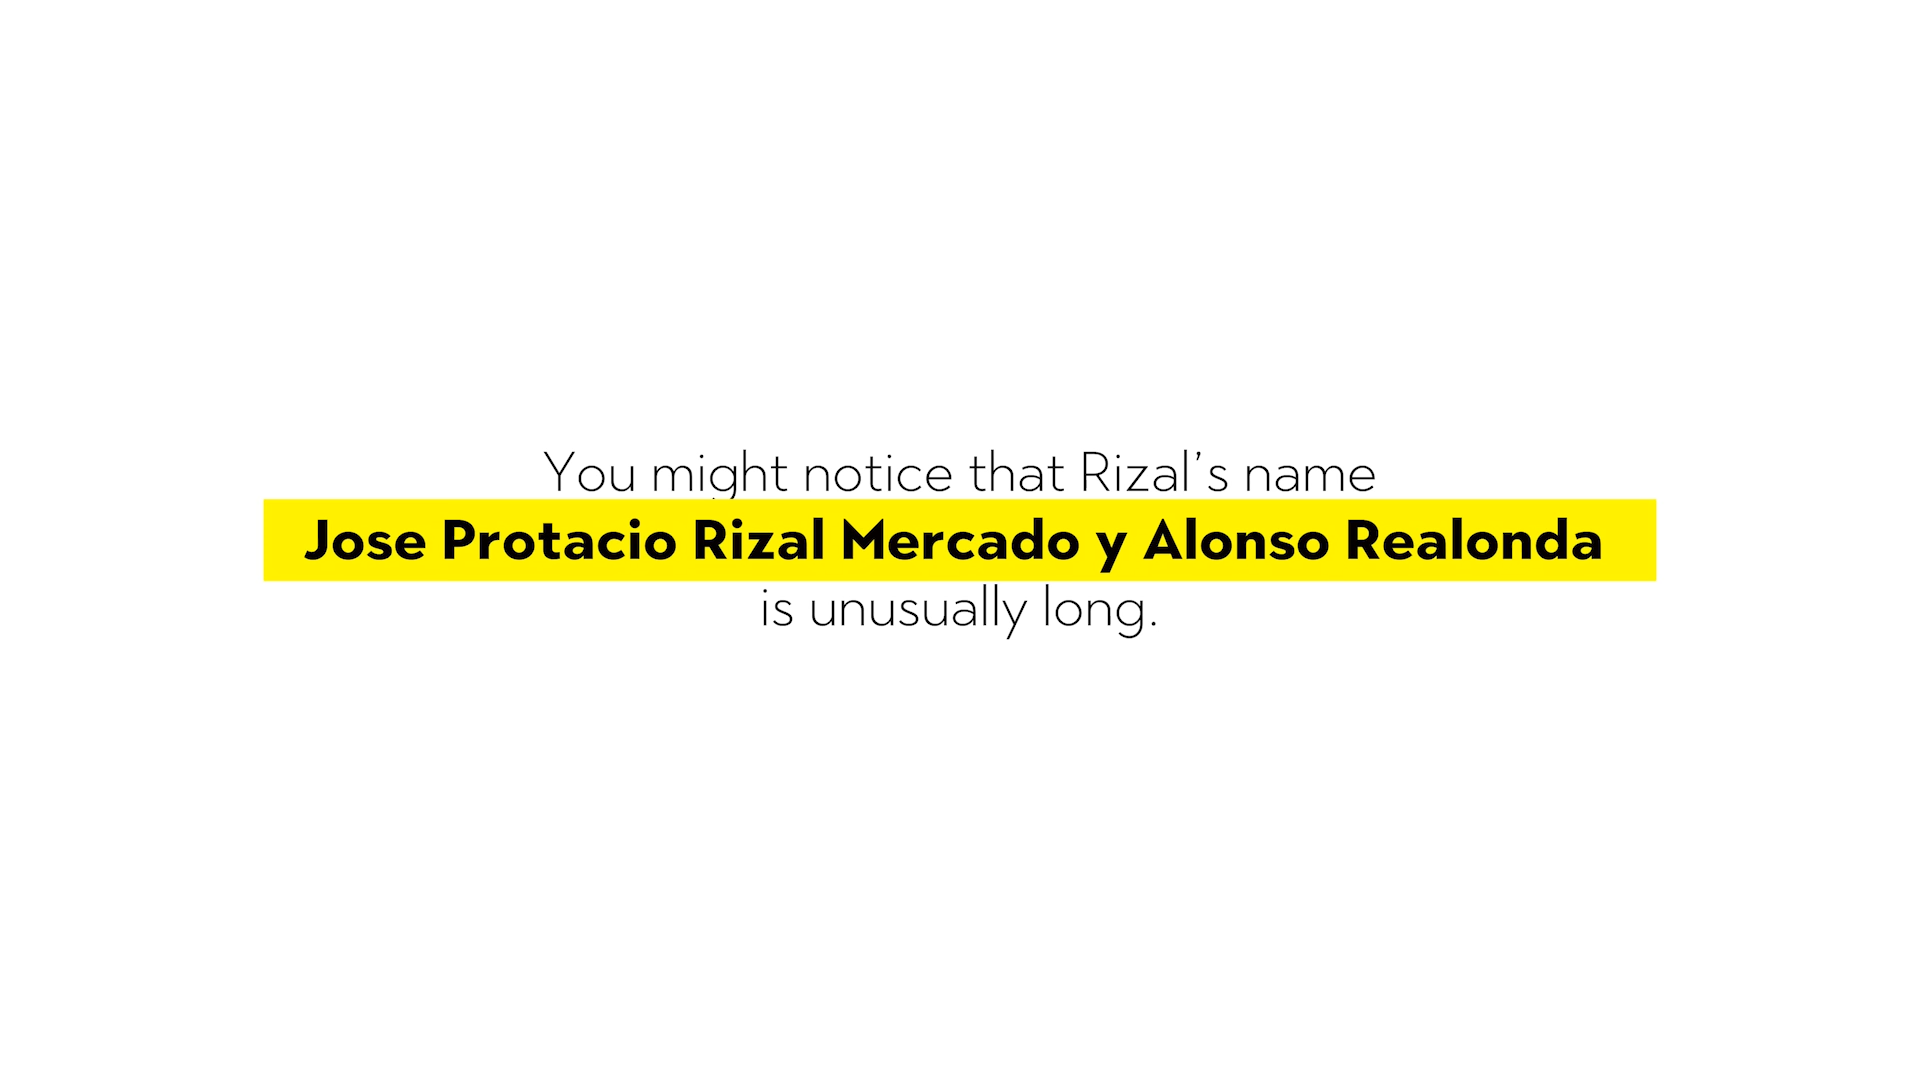 You might notice that Rizal’s name
Jose Protacio Rizal Mercado y Alonso Realonda
is unusually long.